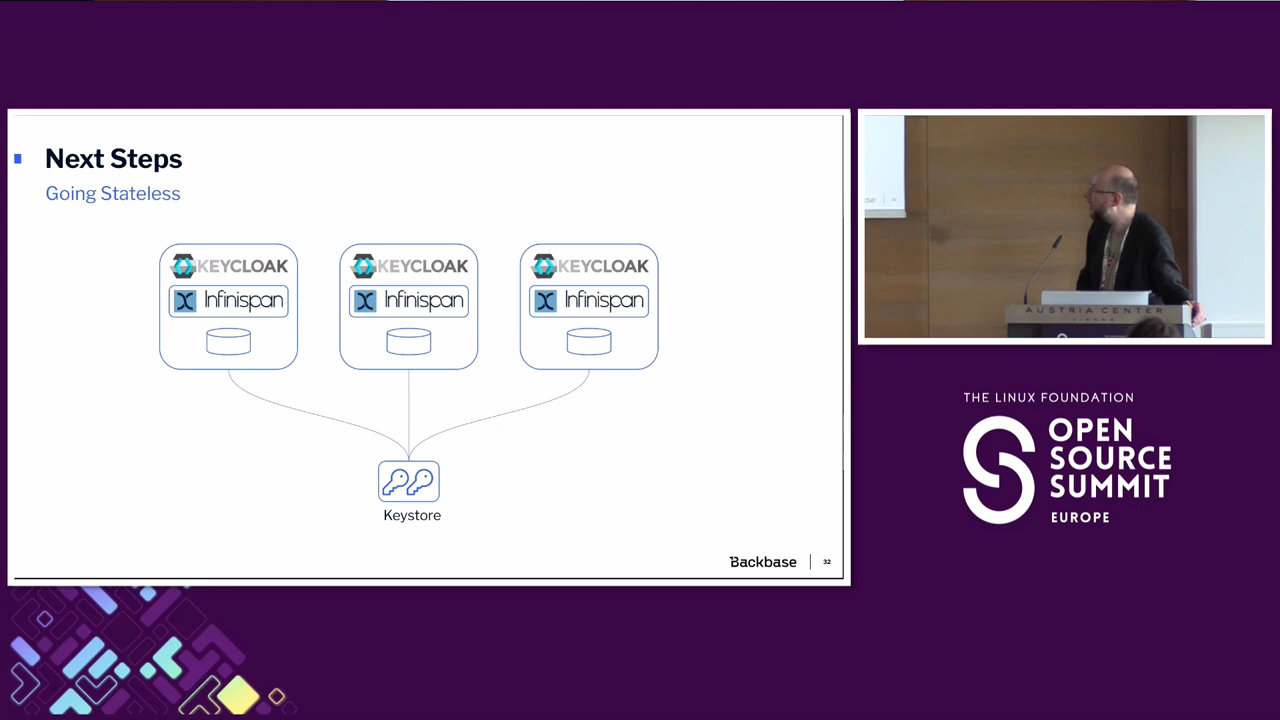 Next Steps
Going Stateless
KEYCLOAK
Infinispan
KEYCLOAK
Infinispan
KEYCLOAK
Infinispan
Keystore
Backbase
32
AUSTRIA CENTER
THE LINUX FOUNDATION
OPEN
SOURCE
SUMMIT
EUROPE